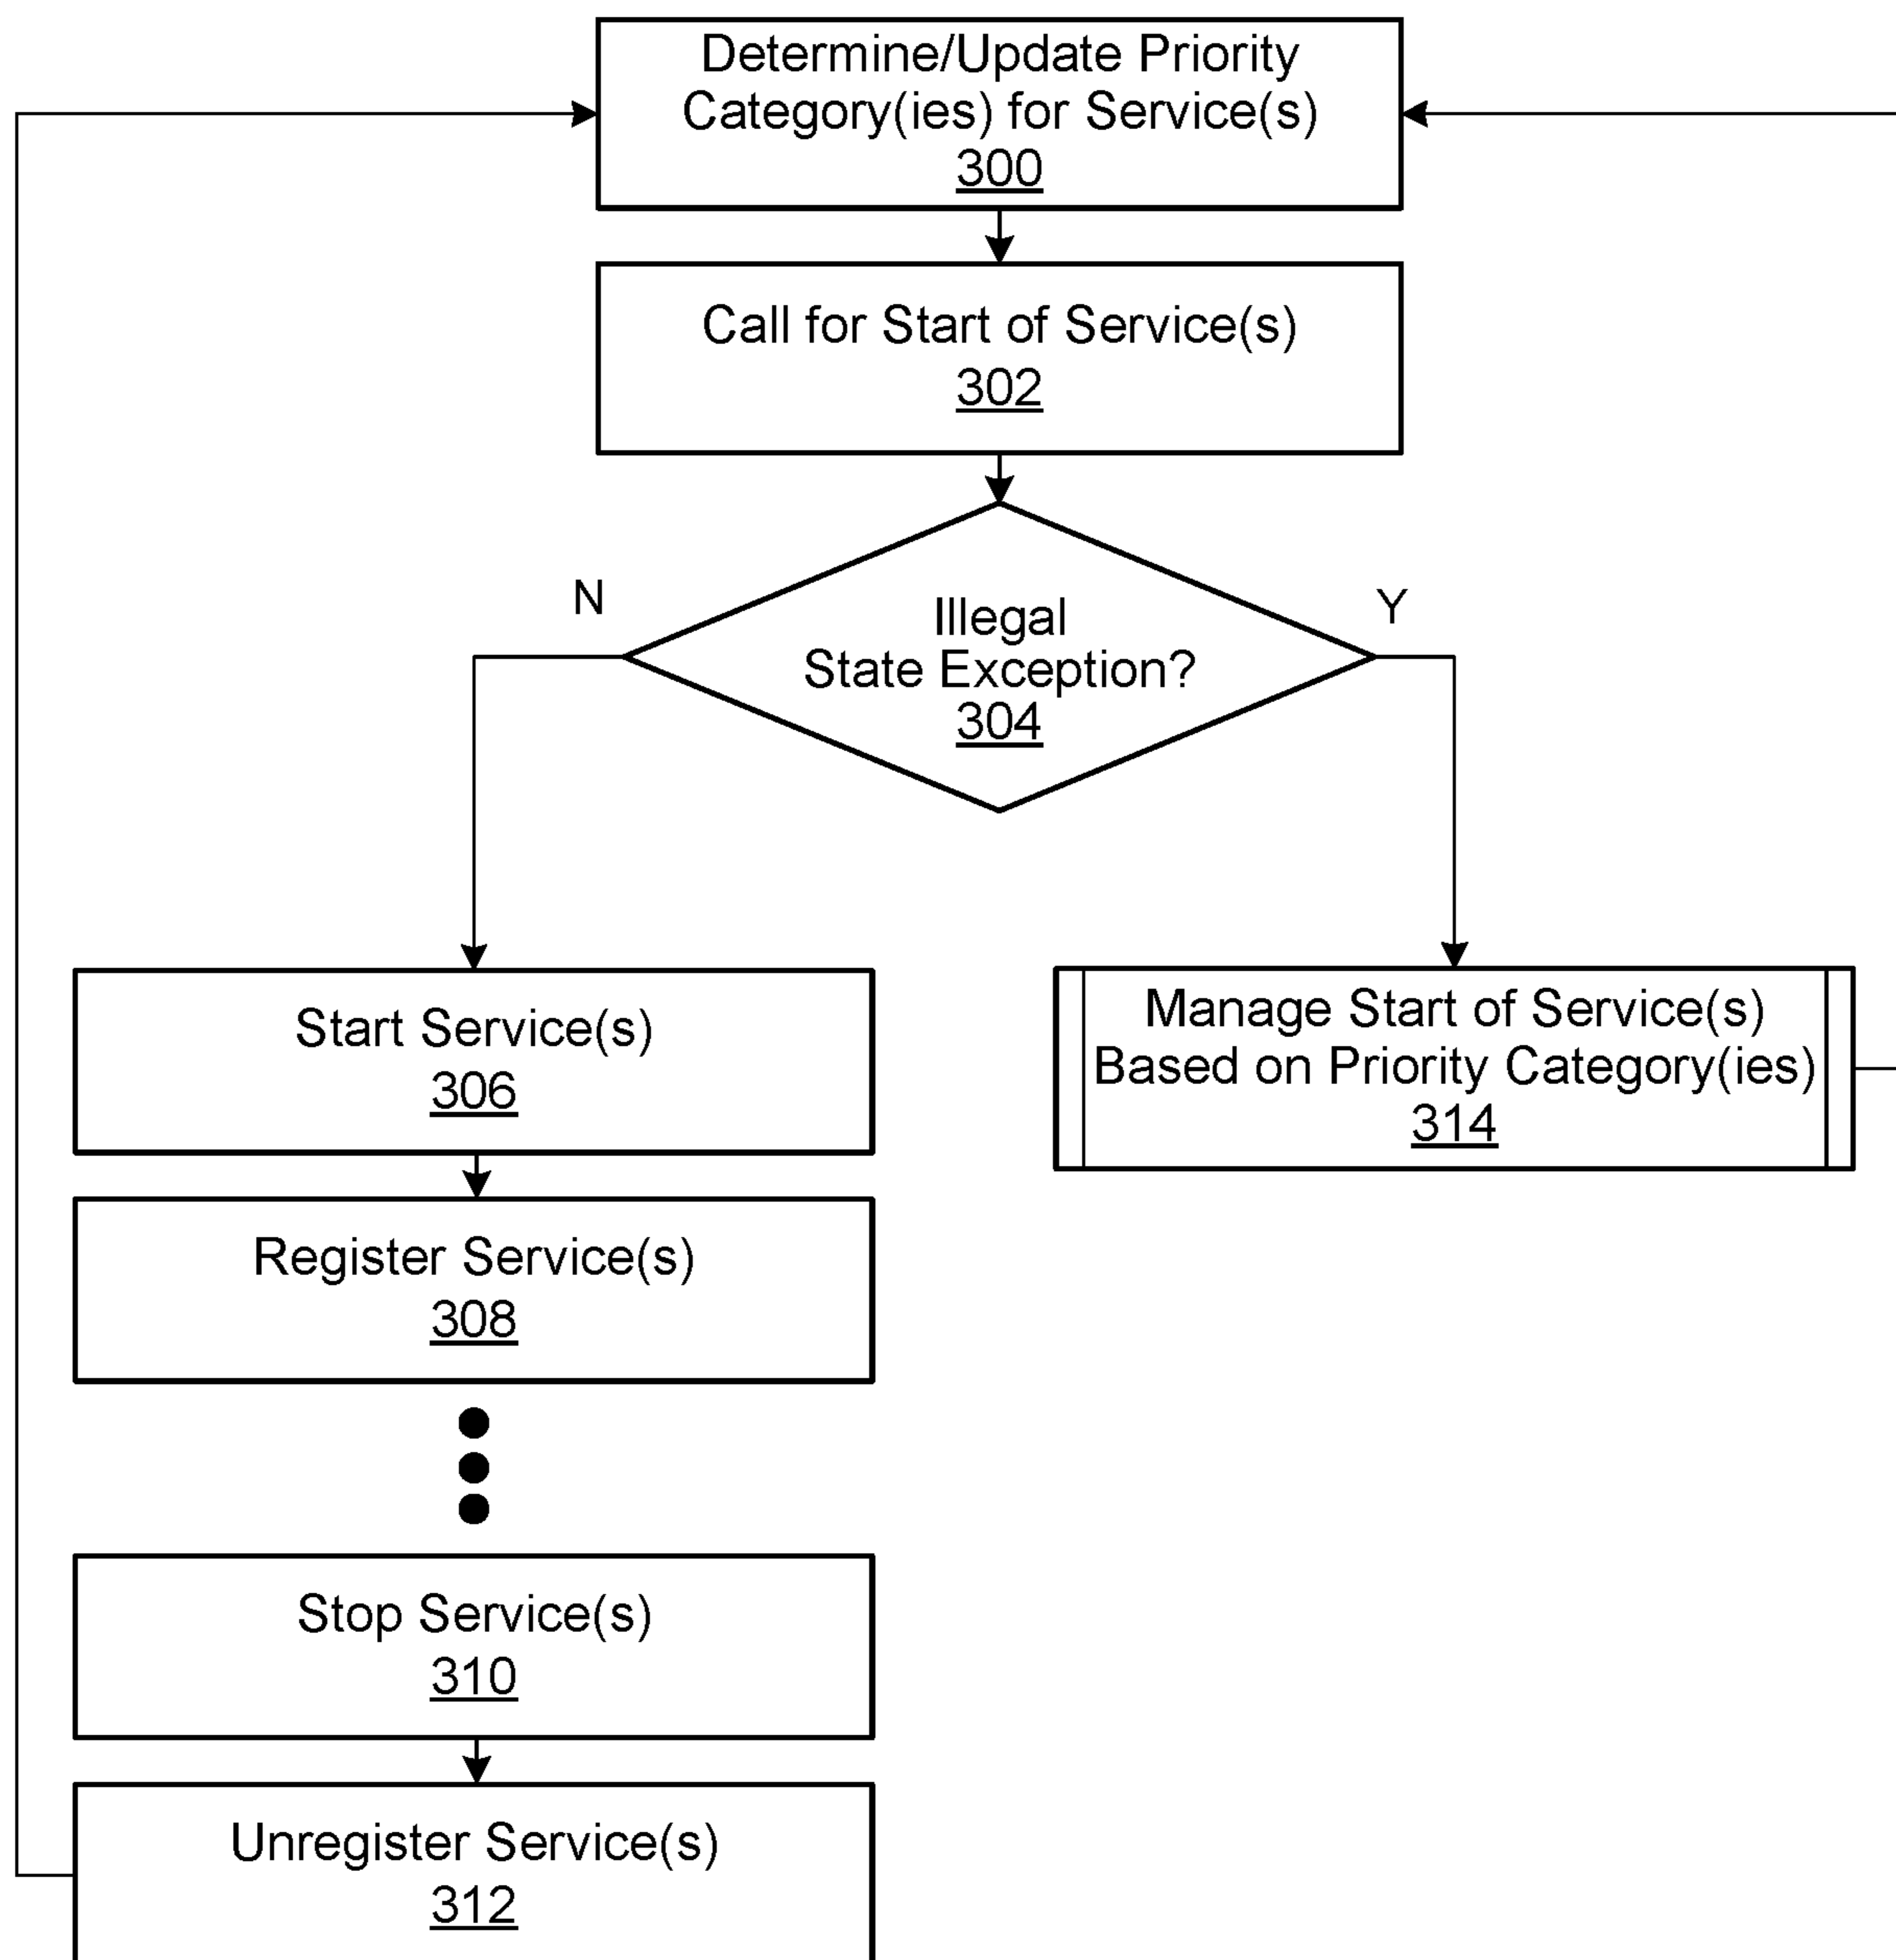 Determine/Update Priority
Category(ies) for Service(s)
300
Call for Start of Service(s)
302
N
Y
Illegal
State Exception?
304
Start Service(s)
306
Manage Start of Service(s)
Based on Priority Category(ies)
314
Register Service(s)
308
Stop Service(s)
310
Unregister Service(s)
312